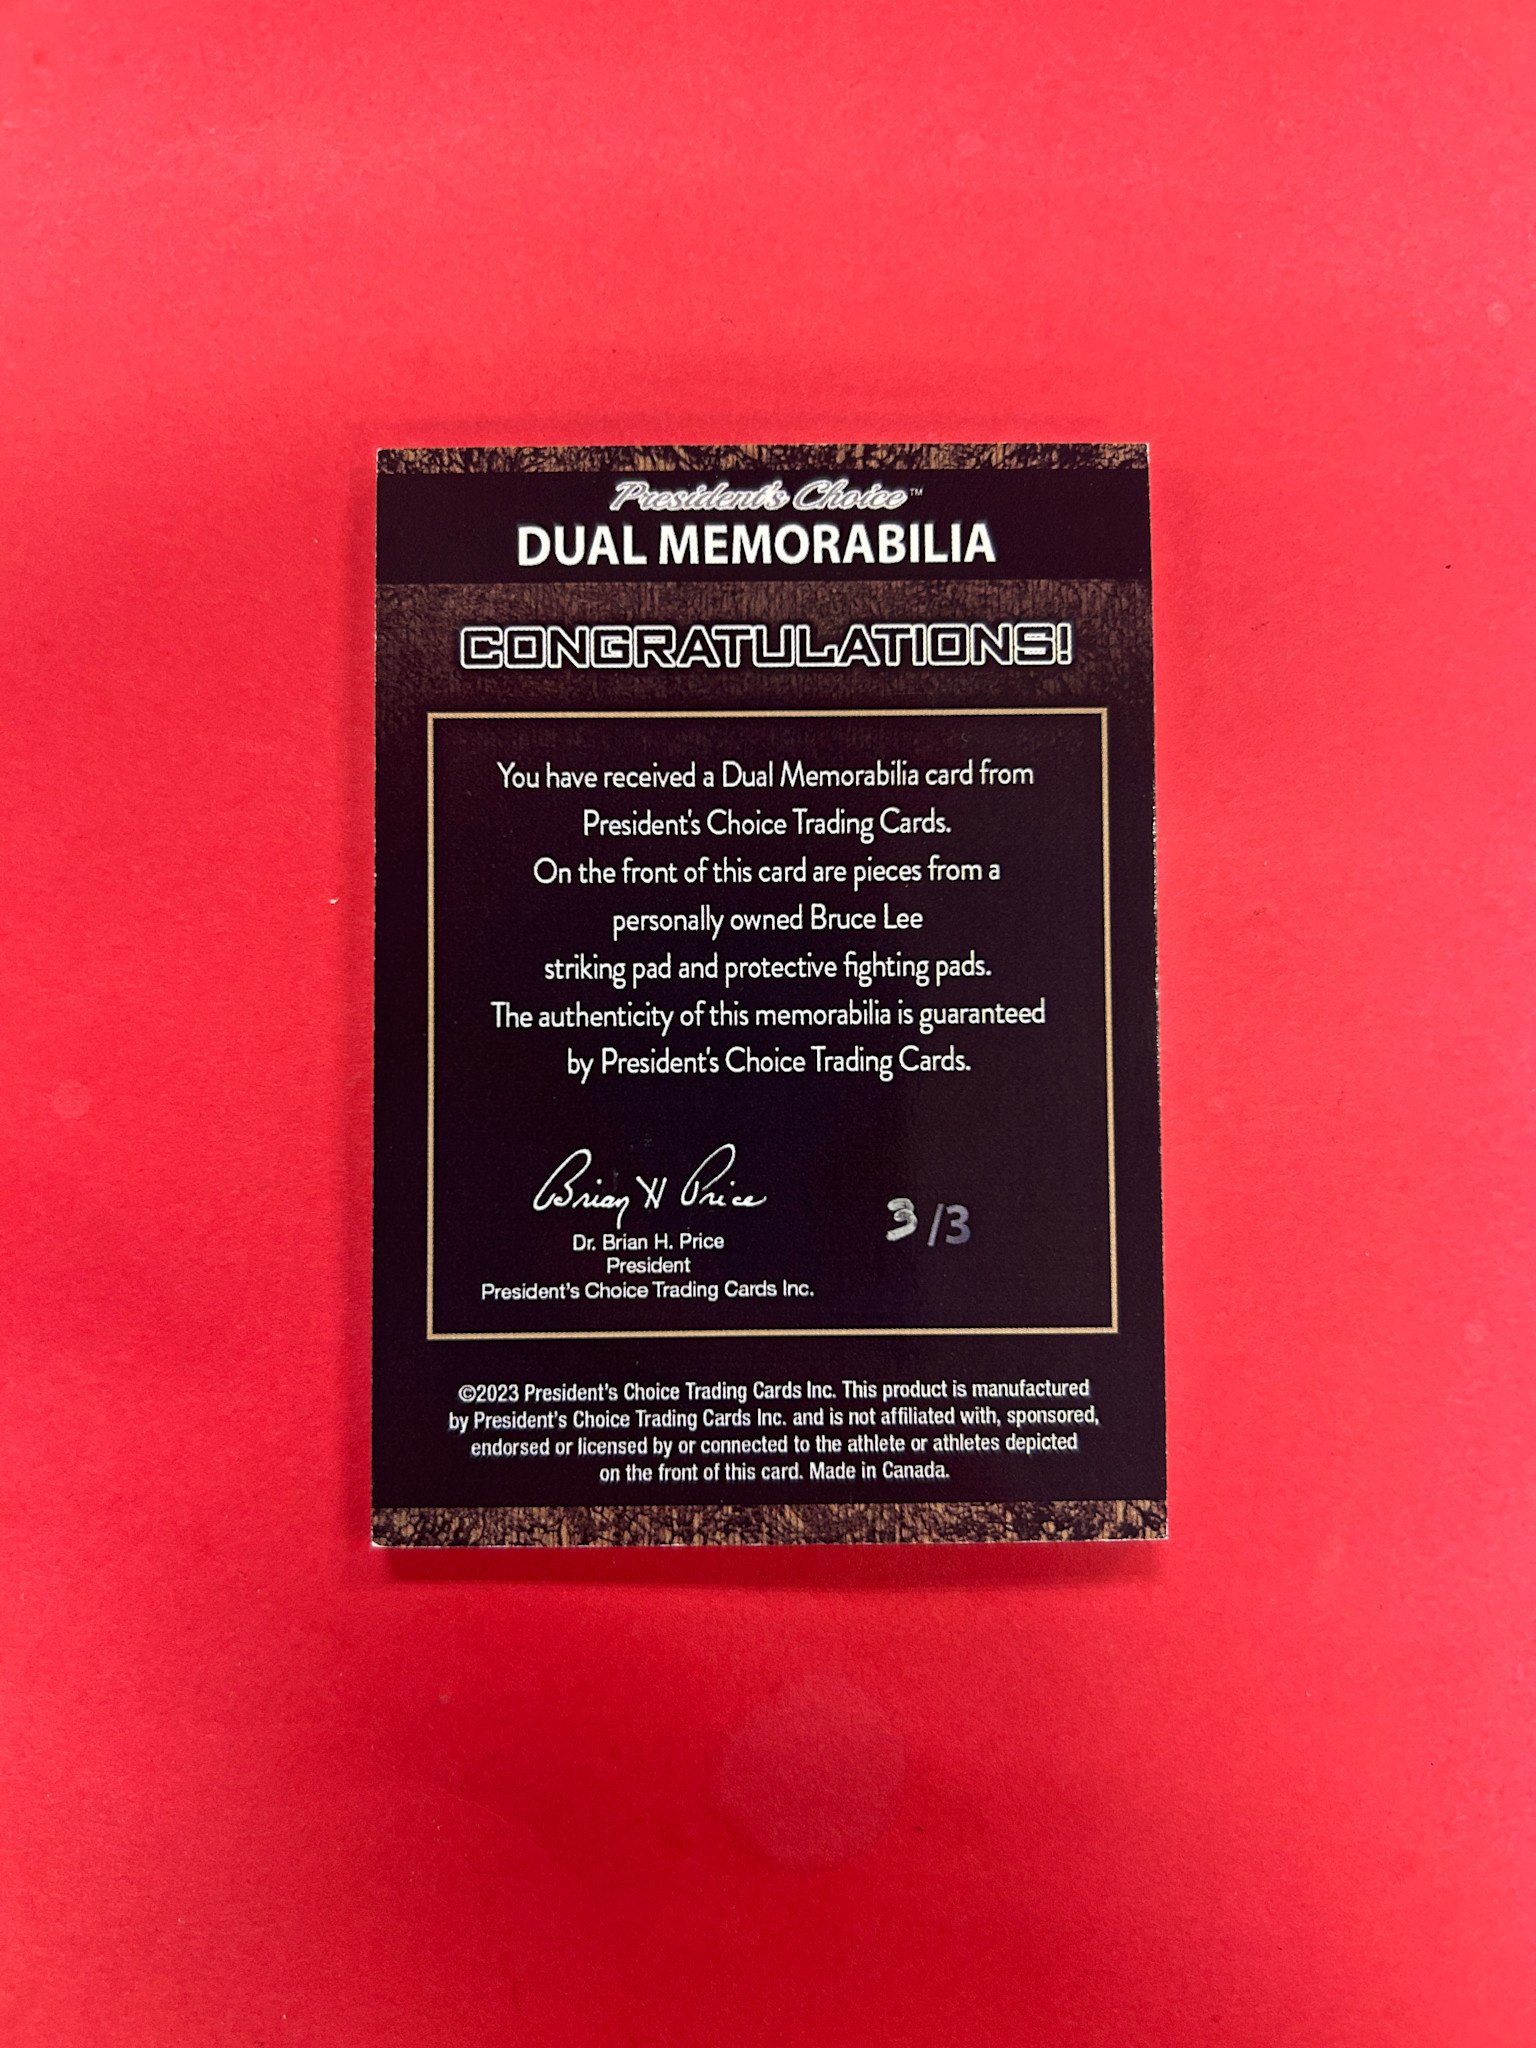 President's Choice™
DUAL MEMORABILIA
CONGRATULATIONS!
You have received a Dual Memorabilia card from
President's Choice Trading Cards.
On the front of this card are pieces from a
personally owned Bruce Lee
striking pad and protective fighting pads.
The authenticity of this memorabilia is guaranteed
by President's Choice Trading Cards.
Brian H Price
3/3
Dr. Brian H. Price
President
President's Choice Trading Cards Inc.
©2023 President's Choice Trading Cards Inc. This product is manufactured
by President's Choice Trading Cards Inc. and is not affiliated with, sponsored,
endorsed or licensed by or connected to the athlete or athletes depicted
on the front of this card. Made in Canada.